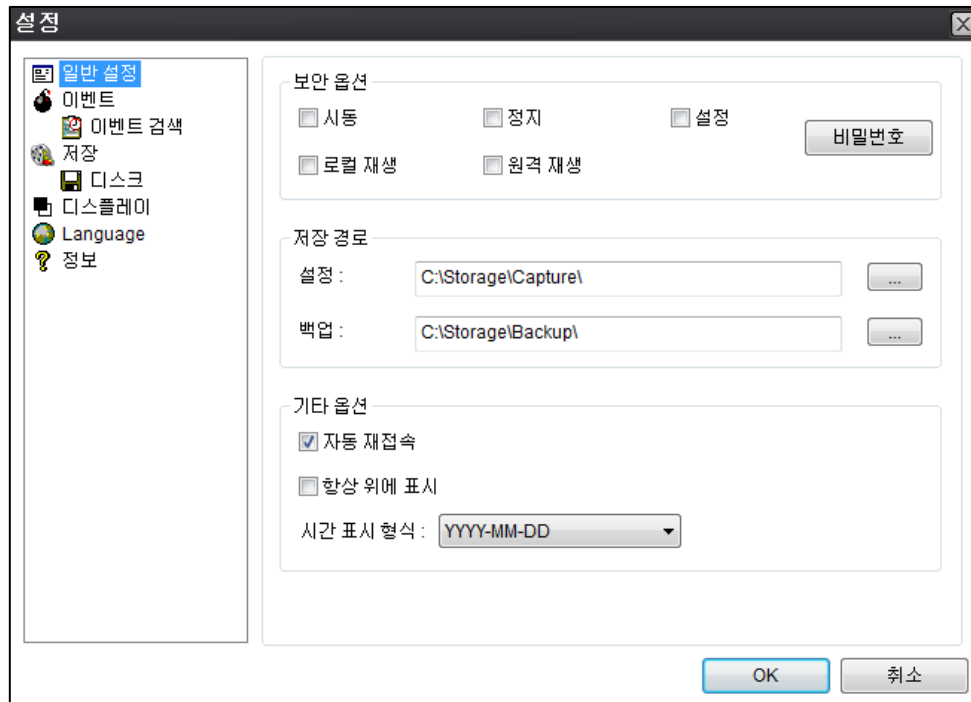 설정
일반 설정
이벤트
이벤트 검색
저장
디스크
디스플레이
Language
정보
보안 옵션
시동 정지 설정
비밀번호
로컬 재생 원격 재생
저장 경로
설정 : C:\Storage\Capture\ ...
백업 : C:\Storage\Backup\ ...
기타 옵션
자동 재접속
항상 위에 표시
시간 표시 형식 : YYYY-MM-DD
OK 취소